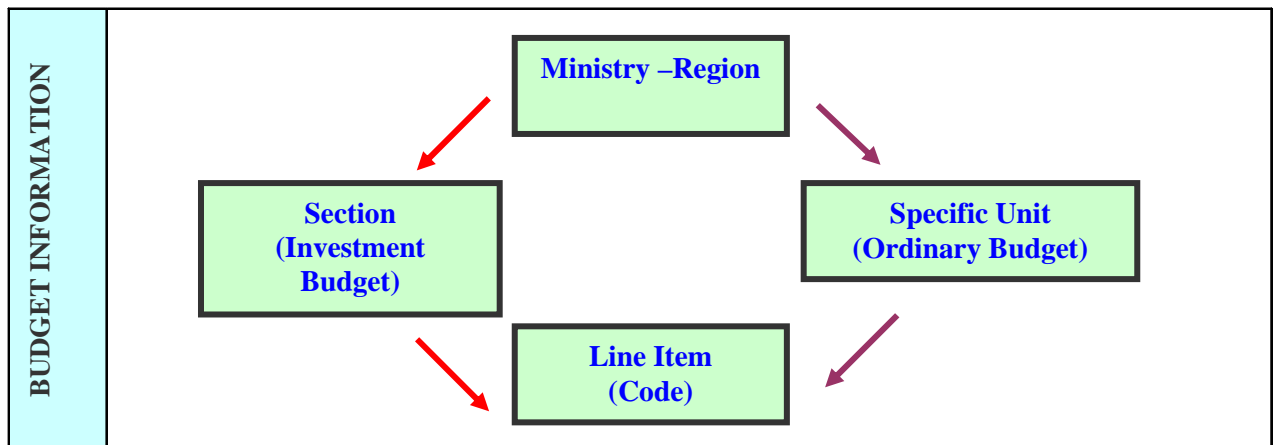 BUDGET INFORMATION
Ministry –Region
Section
(Investment
Budget)
Specific Unit
(Ordinary Budget)
Line Item
(Code)